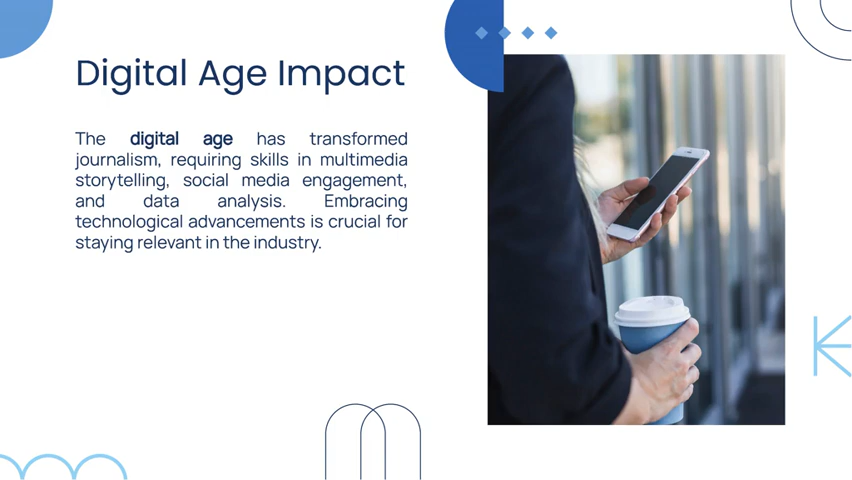 Digital Age Impact
The digital age has transformed
journalism, requiring skills in multimedia
storytelling, social media engagement,
and data analysis. Embracing
technological advancements is crucial for
staying relevant in the industry.